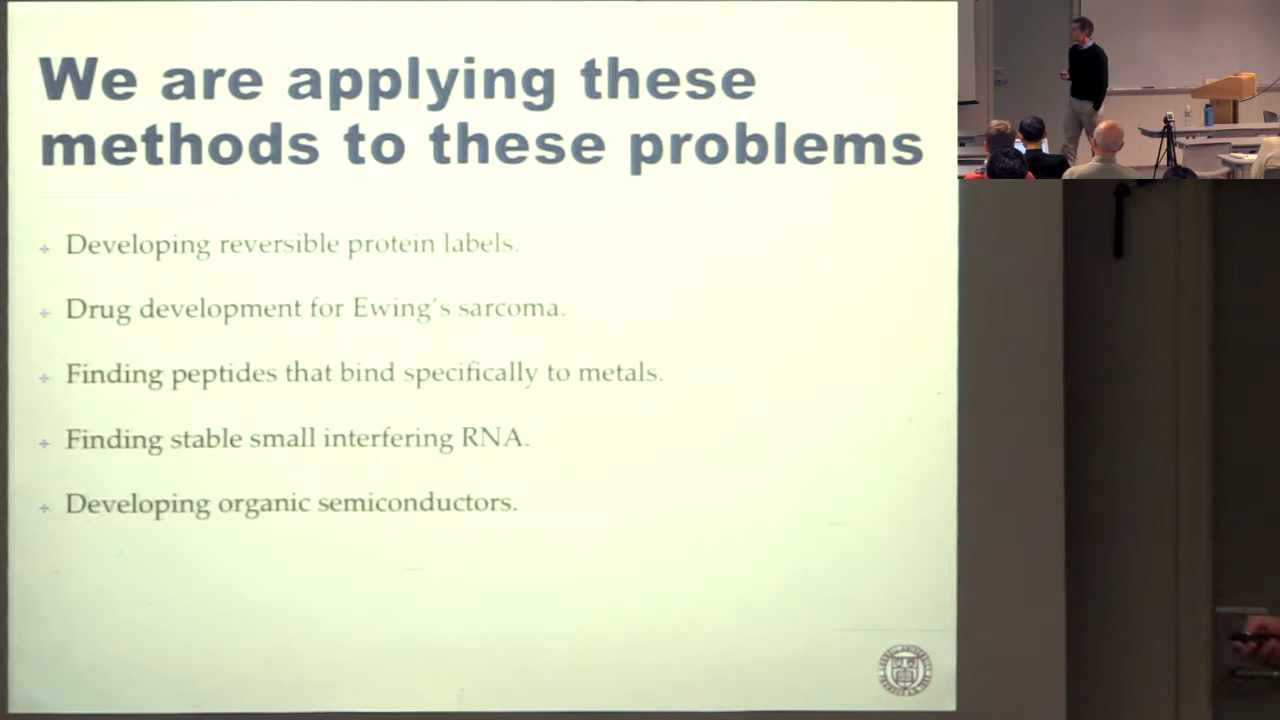 We are applying these
methods to these problems
Developing reversible protein labels.
Drug development for Ewing's sarcoma.
Finding peptides that bind specifically to metals.
Finding stable small interfering RNA.
Developing organic semiconductors.